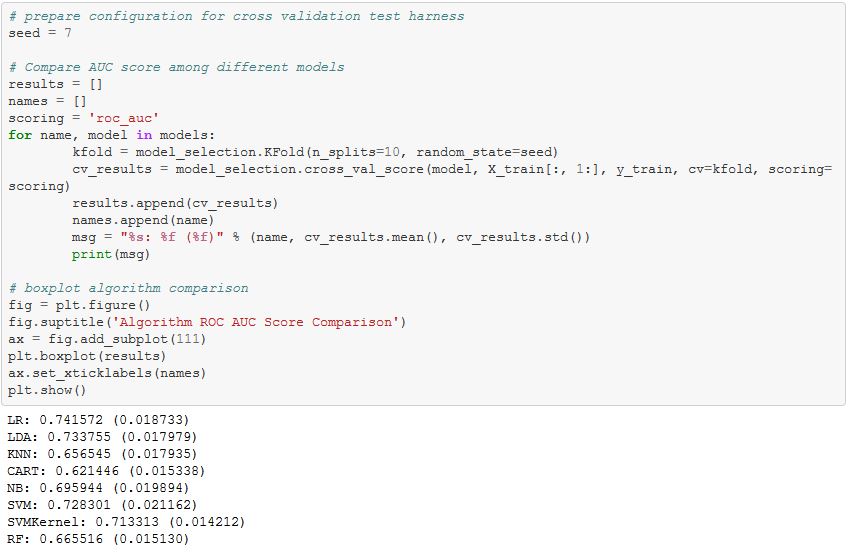 # prepare configuration for cross validation test harness
seed = 7

# Compare AUC score among different models
results = []
names = []
scoring = 'roc_auc'
for name, model in models:
        kfold = model_selection.KFold(n_splits=10, random_state=seed)
        cv_results = model_selection.cross_val_score(model, X_train[:, 1:], y_train, cv=kfold, scoring=
scoring)
        results.append(cv_results)
        names.append(name)
        msg = "%s: %f (%f)" % (name, cv_results.mean(), cv_results.std())
        print(msg)

# boxplot algorithm comparison
fig = plt.figure()
fig.suptitle('Algorithm ROC AUC Score Comparison')
ax = fig.add_subplot(111)
plt.boxplot(results)
ax.set_xticklabels(names)
plt.show()
LR: 0.741572 (0.018733)
LDA: 0.733755 (0.017979)
KNN: 0.656545 (0.017935)
CART: 0.621446 (0.015338)
NB: 0.695944 (0.019894)
SVM: 0.728301 (0.021162)
SVMKernel: 0.713313 (0.014212)
RF: 0.665516 (0.015130)